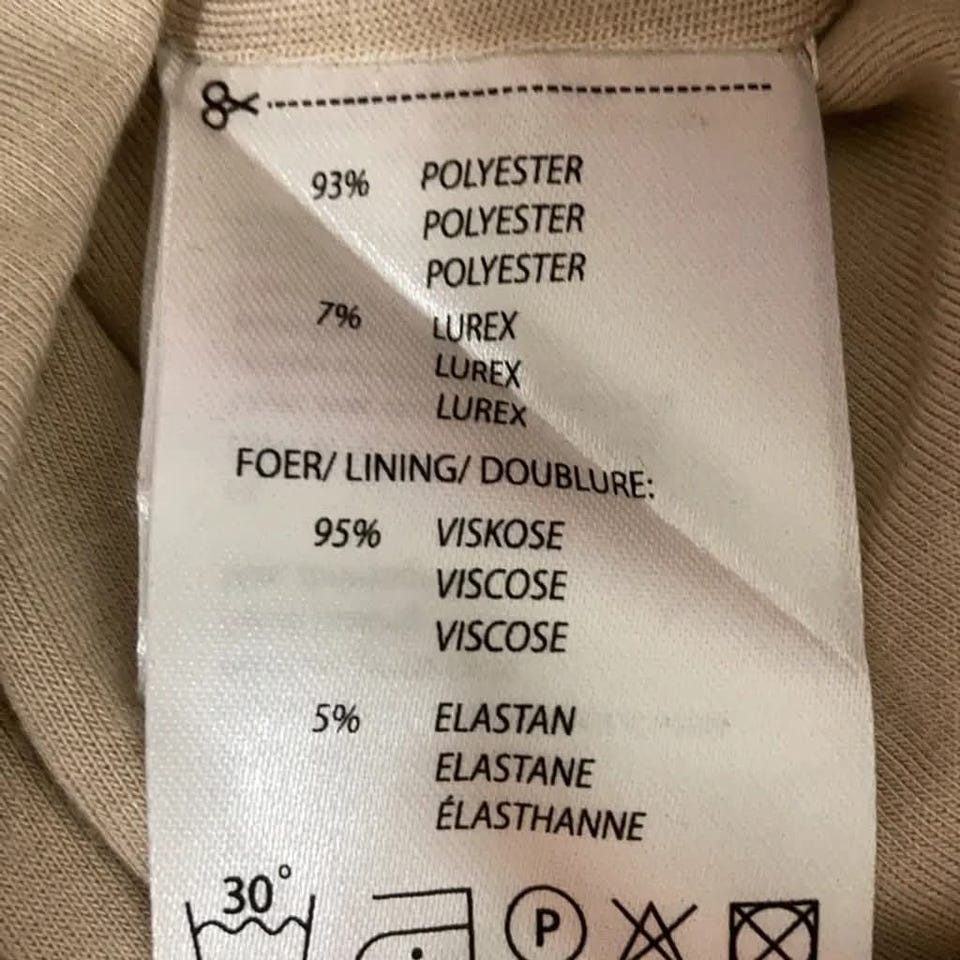 93% POLYESTER
POLYESTER
POLYESTER
7% LUREX
LUREX
LUREX
FOER/ LINING/ DOUBLURE:
95% VISKOSE
VISCOSE
VISCOSE
5% ELASTAN
ELASTANE
ÉLASTHANNE
30°
P